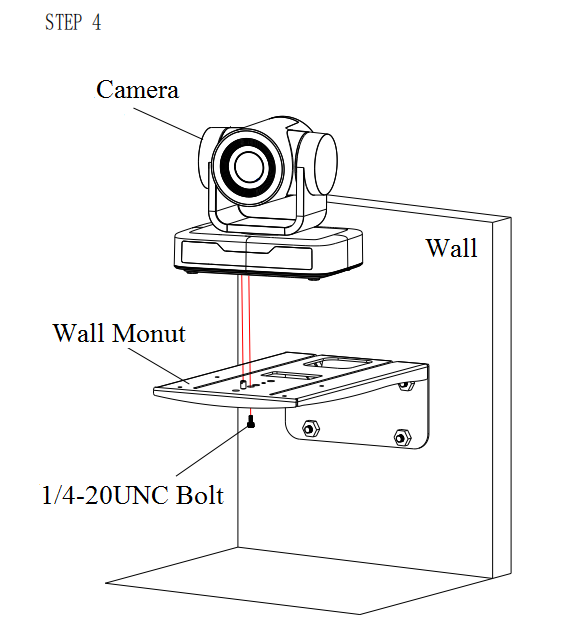 STEP 4
Camera
Wall
Wall Monut
1/4-20UNC Bolt